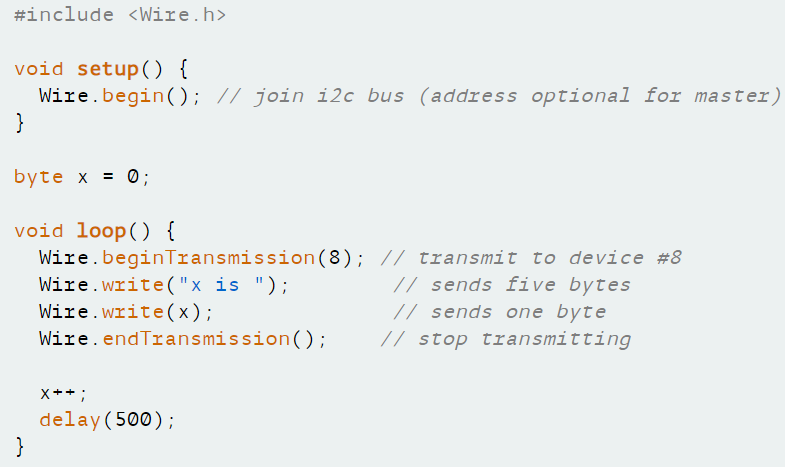 #include <Wire.h>

void setup() {
  Wire.begin(); // join i2c bus (address optional for master)
}

byte x = 0;

void loop() {
  Wire.beginTransmission(8); // transmit to device #8
  Wire.write("x is ");        // sends five bytes
  Wire.write(x);              // sends one byte
  Wire.endTransmission();    // stop transmitting

  x++;
  delay(500);
}